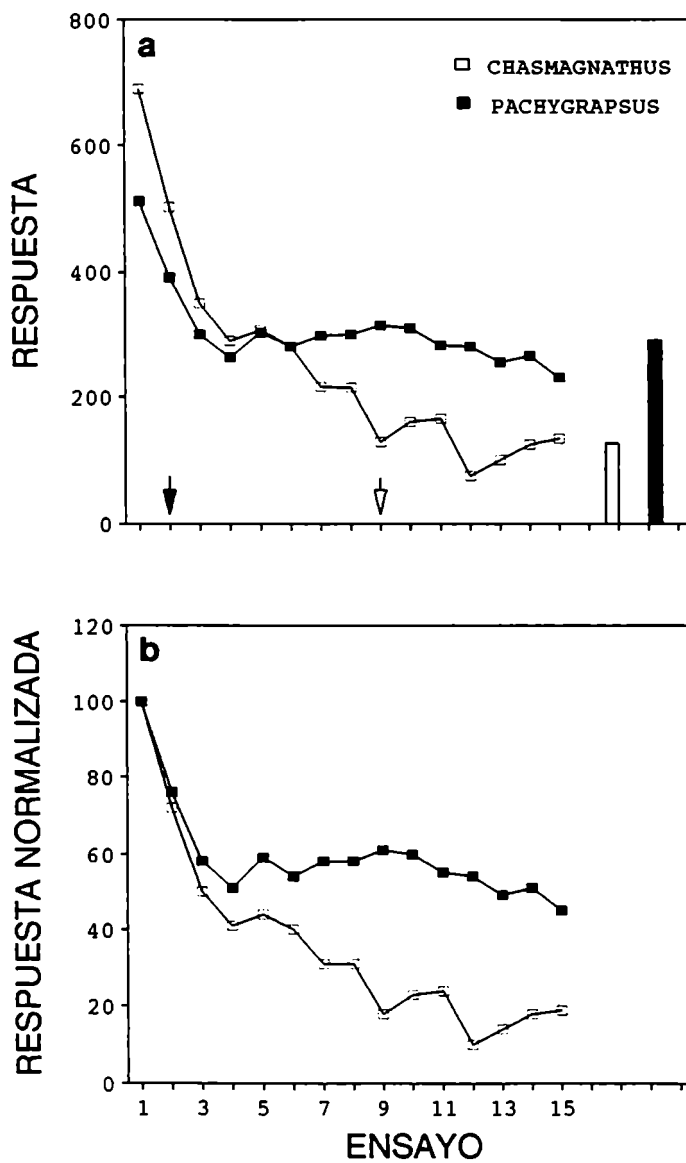 a
CHASMAGNATHUS
PACHYGRAPSUS
RESPUESTA
800
600
400
200
0
b
RESPUESTA NORMALIZADA
120
100
80
60
40
20
0
1 3 5 7 9 11 13 15
ENSAYO